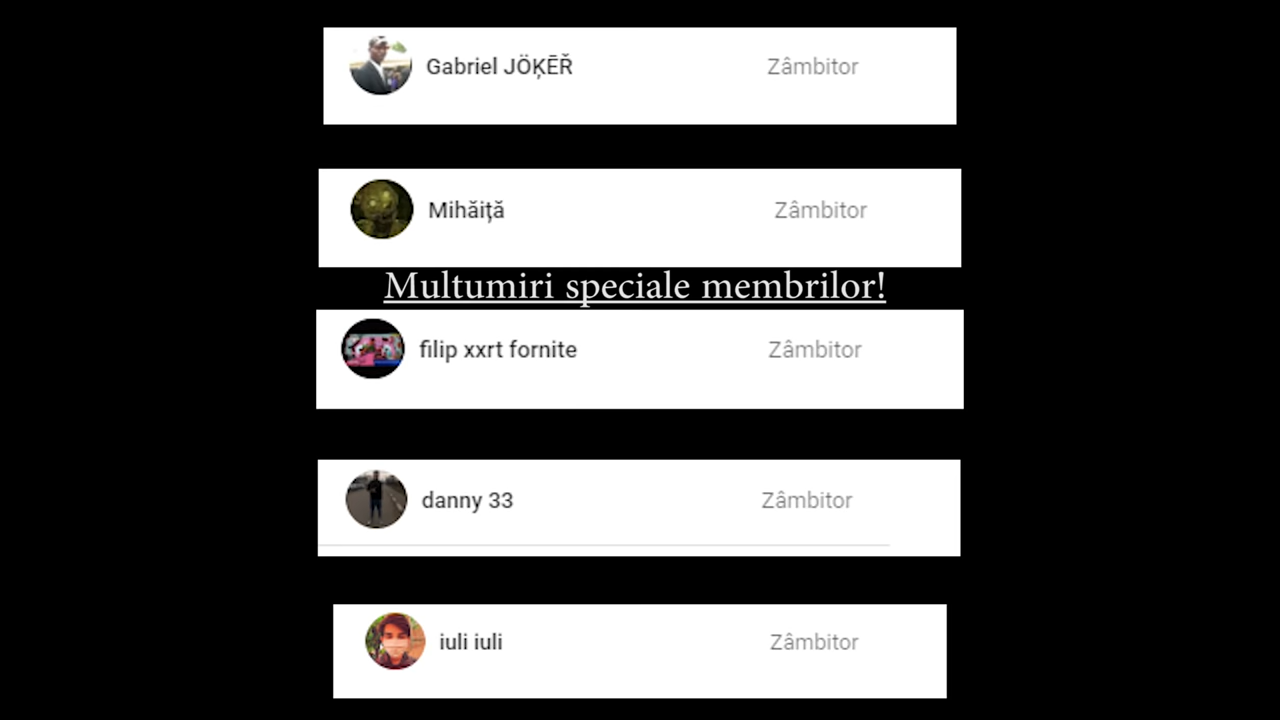 Gabriel JÖĶĒŘ Zâmbitor
Mihăiță Zâmbitor
Multumiri speciale membrilor!
filip xxrt fornite Zâmbitor
danny 33 Zâmbitor
iuli iuli Zâmbitor